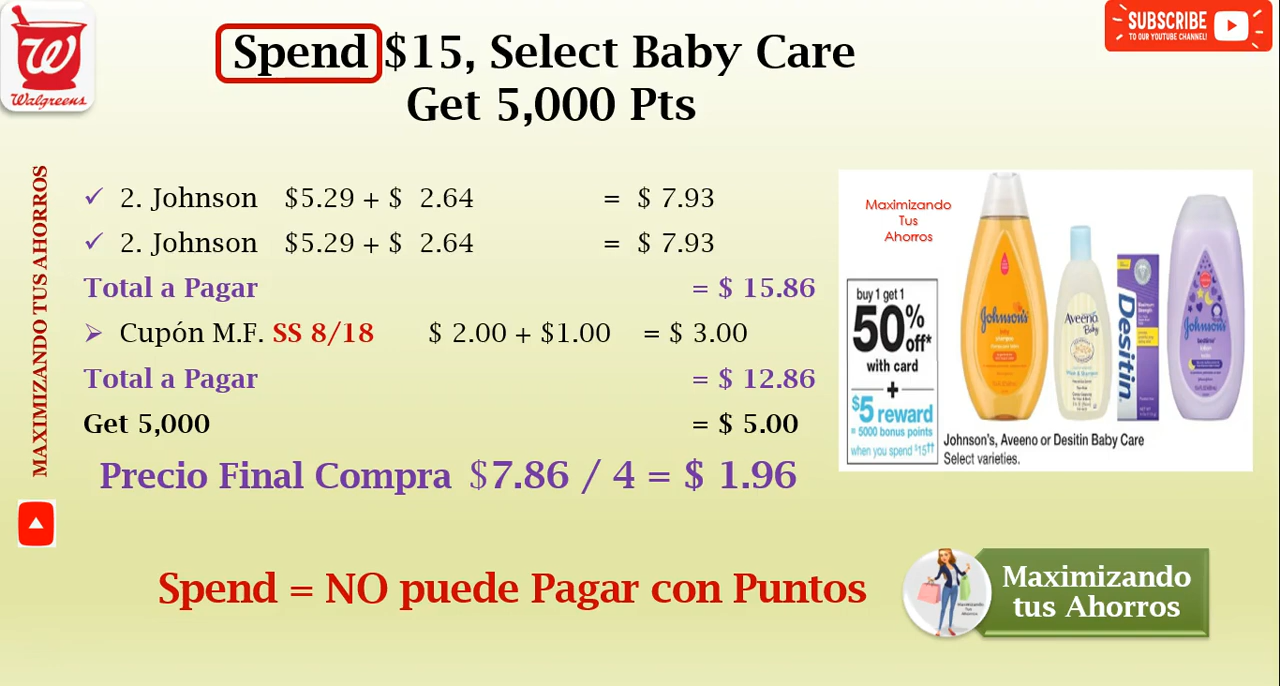 Walgreens
SUBSCRIBE
TO OUR YOUTUBE CHANNEL!
Spend $15, Select Baby Care
Get 5,000 Pts
MAXIMIZANDO TUS AHORROS
✓ 2. Johnson $5.29 + $ 2.64 = $ 7.93
✓ 2. Johnson $5.29 + $ 2.64 = $ 7.93
Total a Pagar = $ 15.86
➢ Cupón M.F. SS 8/18 $ 2.00 + $1.00 = $ 3.00
Total a Pagar = $ 12.86
Get 5,000 = $ 5.00
Precio Final Compra $7.86 / 4 = $ 1.96
Maximizando
Tus
Ahorros
buy 1 get 1
50%
off*
with card
+
$5 reward
= 5000 bonus points
when you spend $15††
Johnson's
Aveeno
Baby
Desitin
Johnson's
Johnson's, Aveeno or Desitin Baby Care
Select varieties.
Spend = NO puede Pagar con Puntos
Maximizando
tus Ahorros